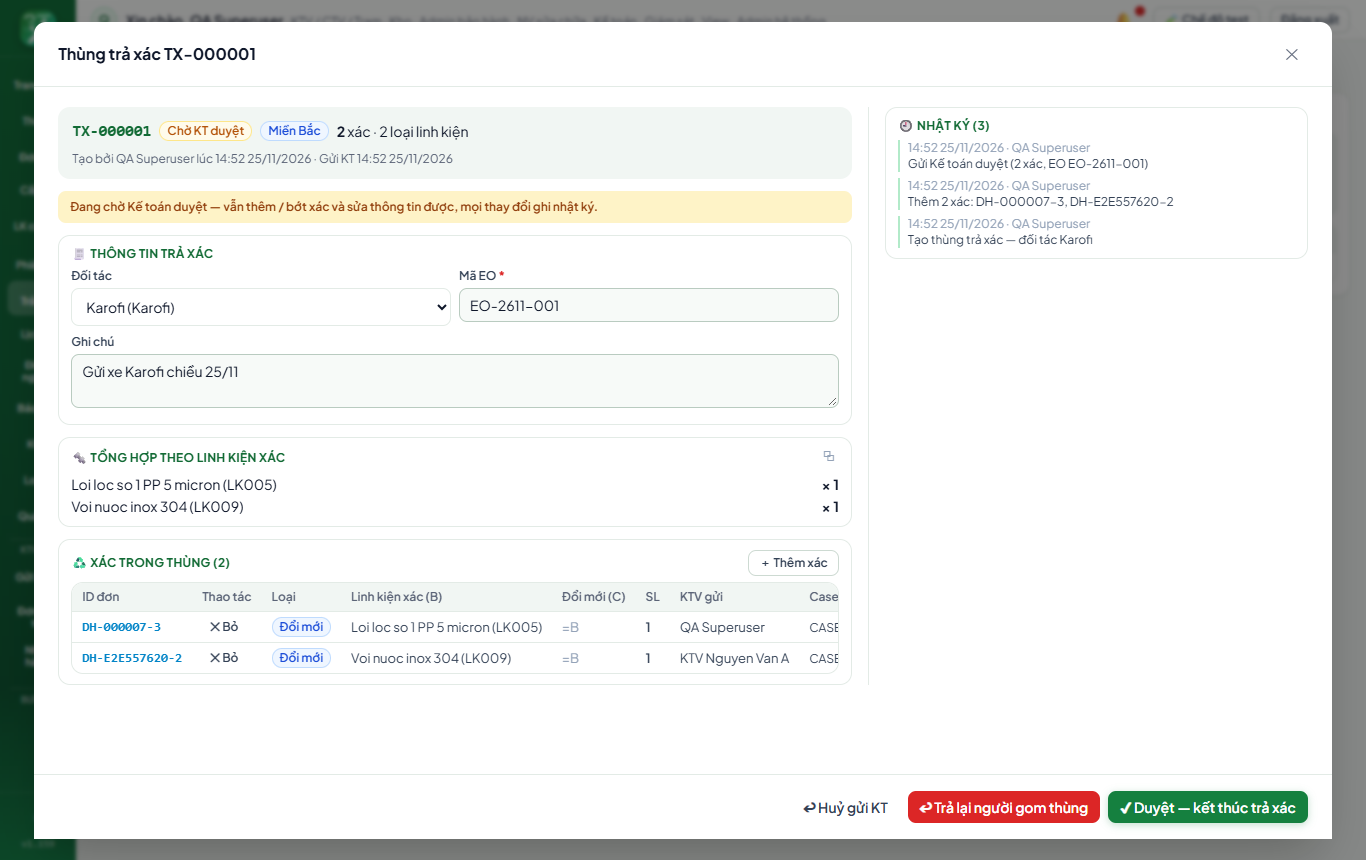 Thùng trả xác TX-000001
TX-000001 Chờ KT duyệt Miền Bắc 2 xác · 2 loại linh kiện
Tạo bởi QA Superuser lúc 14:52 25/11/2026 · Gửi KT 14:52 25/11/2026
Đang chờ Kế toán duyệt — vẫn thêm / bớt xác và sửa thông tin được, mọi thay đổi ghi nhật ký.
THÔNG TIN TRẢ XÁC
Đối tác
Mã EO *
Karofi (Karofi)
EO-2611-001
Ghi chú
Gửi xe Karofi chiều 25/11
TỔNG HỢP THEO LINH KIỆN XÁC
Loi loc so 1 PP 5 micron (LK005) × 1
Voi nuoc inox 304 (LK009) × 1
XÁC TRONG THÙNG (2)
+ Thêm xác
ID đơn Thao tác Loại Linh kiện xác (B) Đổi mới (C) SL KTV gửi Case
DH-000007-3 ✕ Bỏ Đổi mới Loi loc so 1 PP 5 micron (LK005) =B 1 QA Superuser CASE
DH-E2E557620-2 ✕ Bỏ Đổi mới Voi nuoc inox 304 (LK009) =B 1 KTV Nguyen Van A CASE
NHẬT KÝ (3)
14:52 25/11/2026 · QA Superuser
Gửi Kế toán duyệt (2 xác, EO EO-2611-001)
14:52 25/11/2026 · QA Superuser
Thêm 2 xác: DH-000007-3, DH-E2E557620-2
14:52 25/11/2026 · QA Superuser
Tạo thùng trả xác — đối tác Karofi
↩ Huỷ gửi KT
↩ Trả lại người gom thùng
✔ Duyệt — kết thúc trả xác